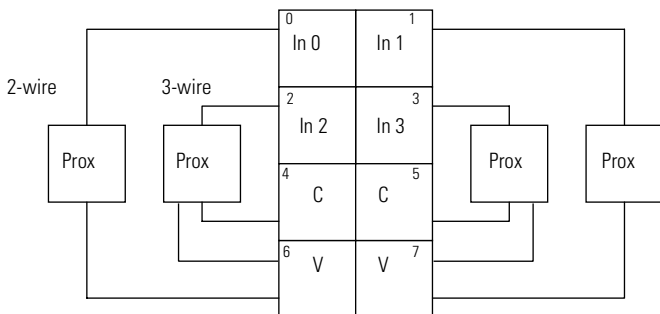 0 1
In 0 In 1
2-wire 3-wire
2 3
In 2 In 3
Prox Prox Prox Prox
4 5
C C
6 7
V V